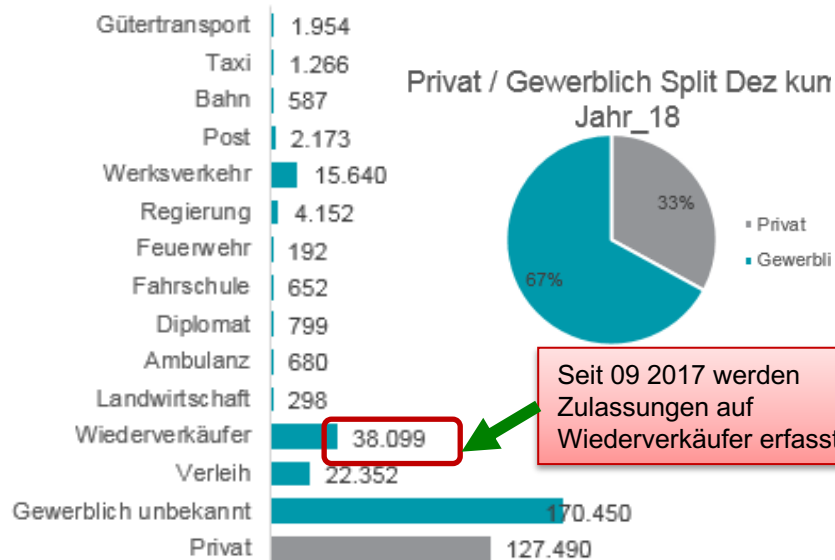 Gütertransport 1.954
Taxi 1.266
Bahn 587
Post 2.173
Werksverkehr 15.640
Regierung 4.152
Feuerwehr 192
Fahrschule 652
Diplomat 799
Ambulanz 680
Landwirtschaft 298
Wiederverkäufer 38.099
Verleih 22.352
Gewerblich unbekannt 170.450
Privat 127.490
Privat / Gewerblich Split Dez kum
Jahr_18
33%
67%
Privat
Gewerbli
Seit 09 2017 werden
Zulassungen auf
Wiederverkäufer erfasst